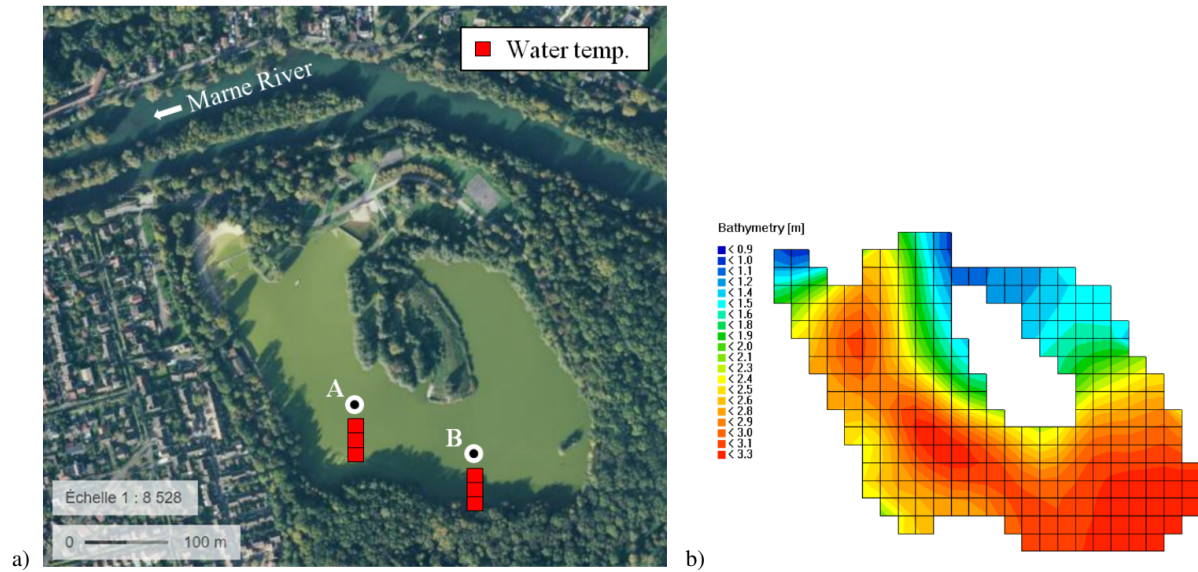 Water temp.
Marne River
A
B
Échelle 1 : 8 528
0 100 m
a)
Bathymetry [m]
< 0.9
< 1.0
< 1.1
< 1.2
< 1.4
< 1.5
< 1.6
< 1.8
< 1.9
< 2.0
< 2.1
< 2.3
< 2.4
< 2.5
< 2.6
< 2.8
< 2.9
< 3.0
< 3.1
< 3.3
b)